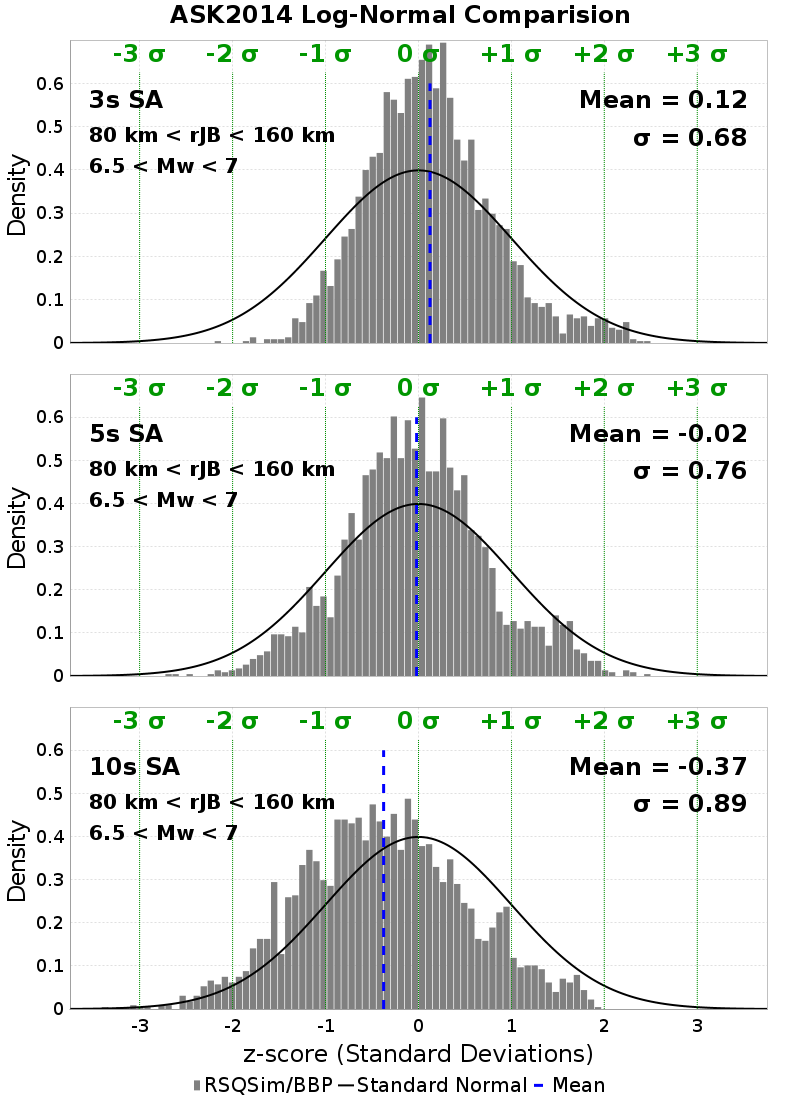 ASK2014 Log-Normal Comparision
-3 σ -2 σ -1 σ 0 σ +1 σ +2 σ +3 σ
3s SA
80 km < rJB < 160 km
6.5 < Mw < 7
Mean = 0.12
σ = 0.68
0.6
0.5
0.4
0.3
0.2
0.1
0
Density
-3 σ -2 σ -1 σ 0 σ +1 σ +2 σ +3 σ
5s SA
80 km < rJB < 160 km
6.5 < Mw < 7
Mean = -0.02
σ = 0.76
0.6
0.5
0.4
0.3
0.2
0.1
0
Density
-3 σ -2 σ -1 σ 0 σ +1 σ +2 σ +3 σ
10s SA
80 km < rJB < 160 km
6.5 < Mw < 7
Mean = -0.37
σ = 0.89
0.6
0.5
0.4
0.3
0.2
0.1
0
Density
-3 -2 -1 0 1 2 3
z-score (Standard Deviations)
RSQSim/BBP Standard Normal Mean